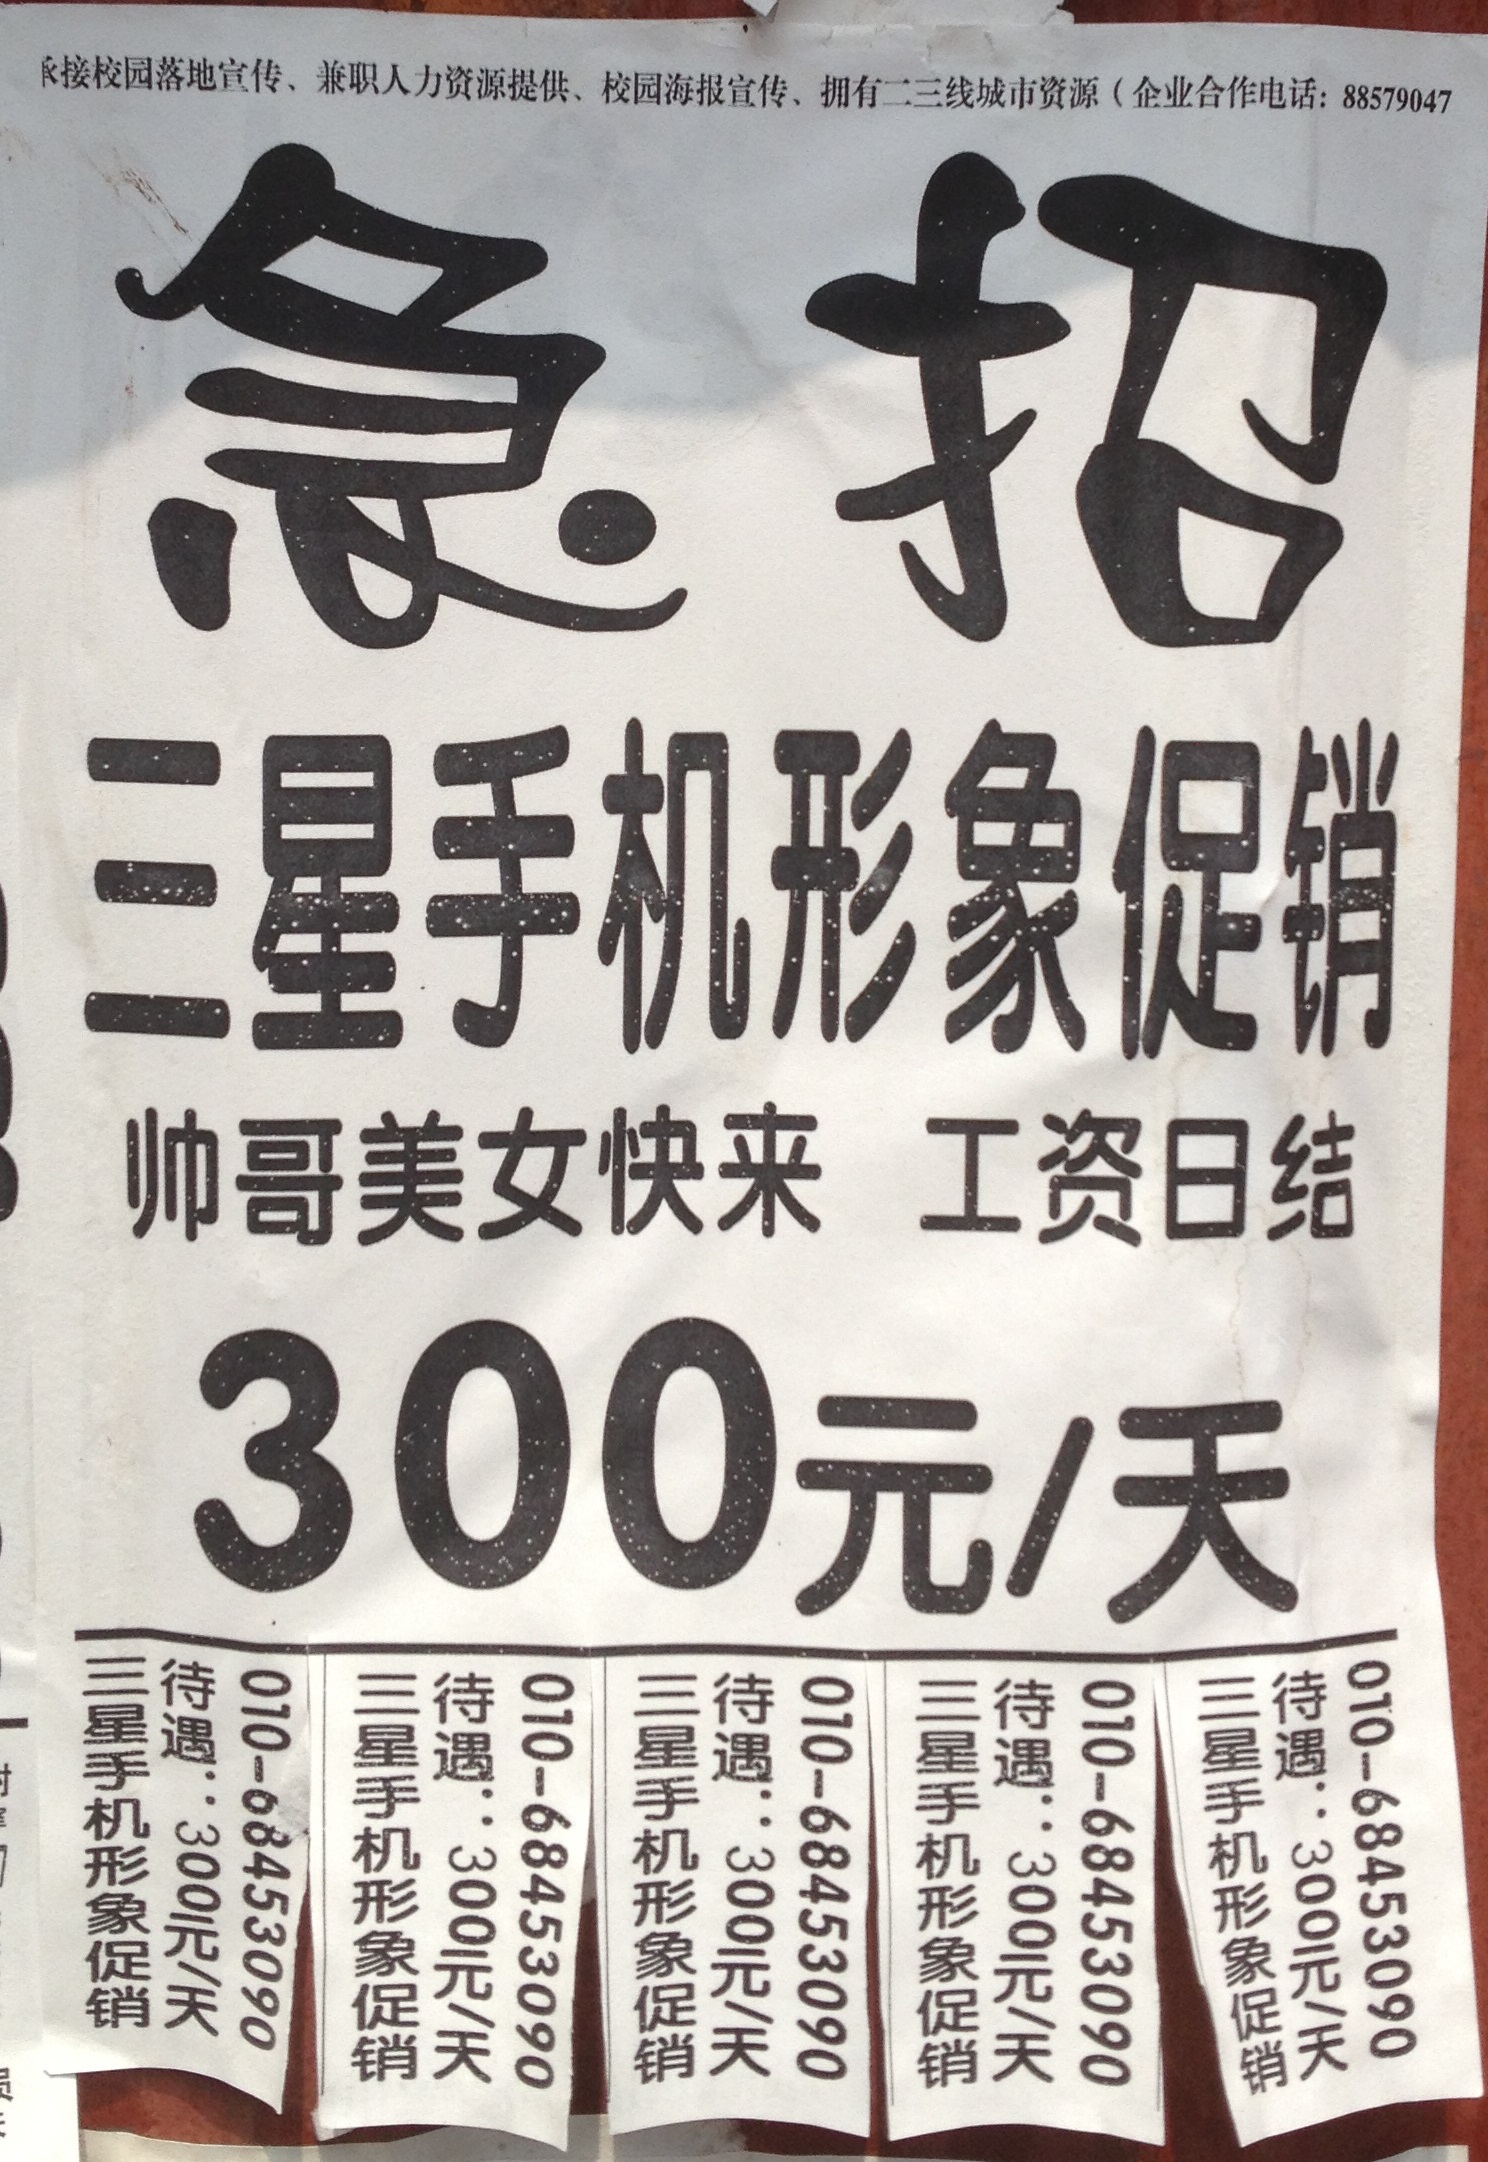 承接校园落地宣传、兼职人力资源提供、校园海报宣传、拥有二三线城市资源（企业合作电话：88579047
急招
三星手机形象促销
帅哥美女快来 工资日结
300元/天
三星手机形象促销
待遇：300元/天
010-68453090
三星手机形象促销
待遇：300元/天
010-68453090
三星手机形象促销
待遇：300元/天
010-68453090
三星手机形象促销
待遇：300元/天
010-68453090
三星手机形象促销
待遇：300元/天
010-68453090